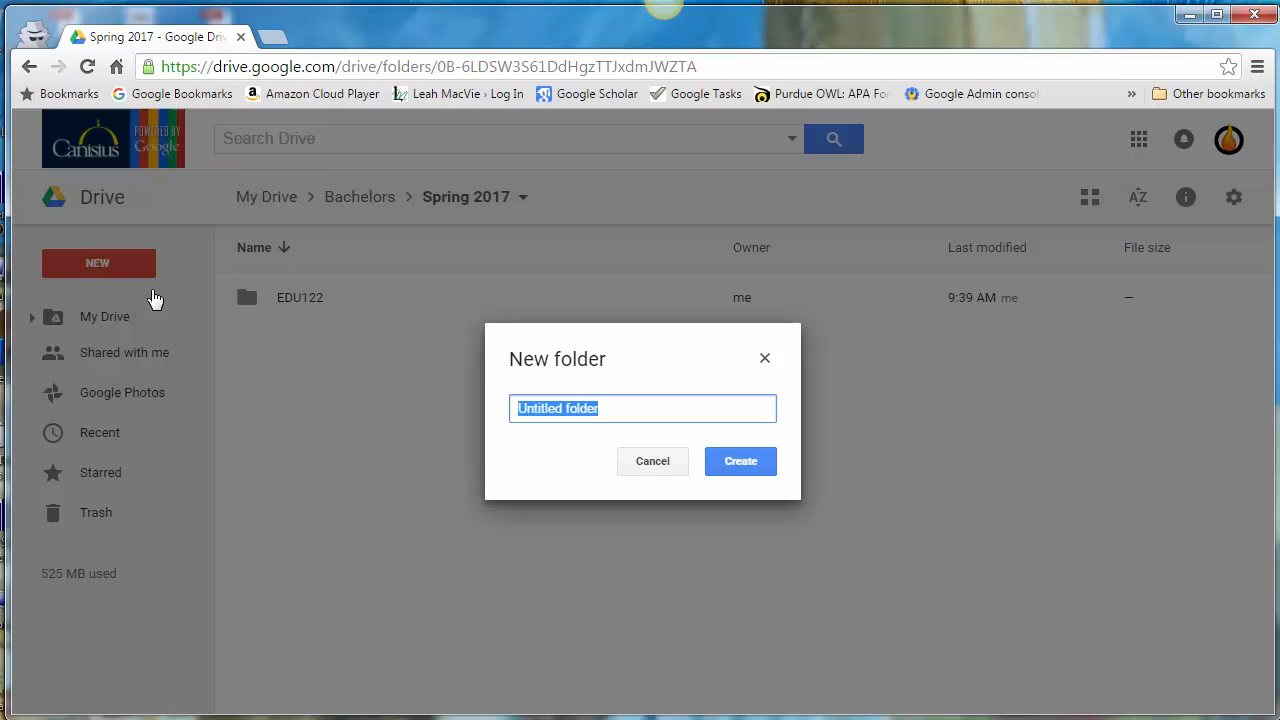 Spring 2017 - Google Driv
https://drive.google.com/drive/folders/0B-6LDSW3S61DdHgzTTJxdmJWZTA
Bookmarks Google Bookmarks Amazon Cloud Player Leah MacVie › Log In Google Scholar Google Tasks Purdue OWL: APA For Google Admin consol » Other bookmarks
Canisius POWERED BY Google
Search Drive
Drive My Drive > Bachelors > Spring 2017
NEW
Name Owner Last modified File size
EDU122 me 9:39 AM me —
My Drive
Shared with me
Google Photos
Recent
Starred
Trash
525 MB used
New folder
Untitled folder
Cancel Create